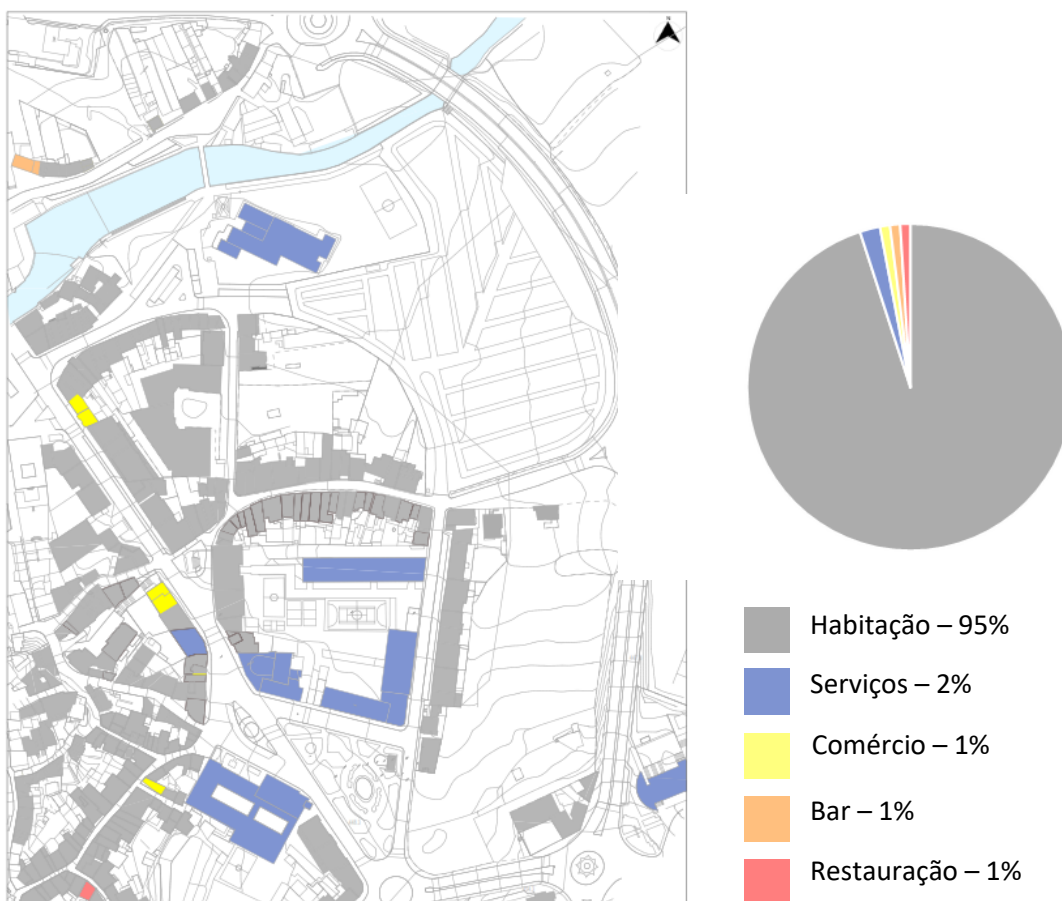 N
Habitação – 95%
Serviços – 2%
Comércio – 1%
Bar – 1%
Restauração – 1%